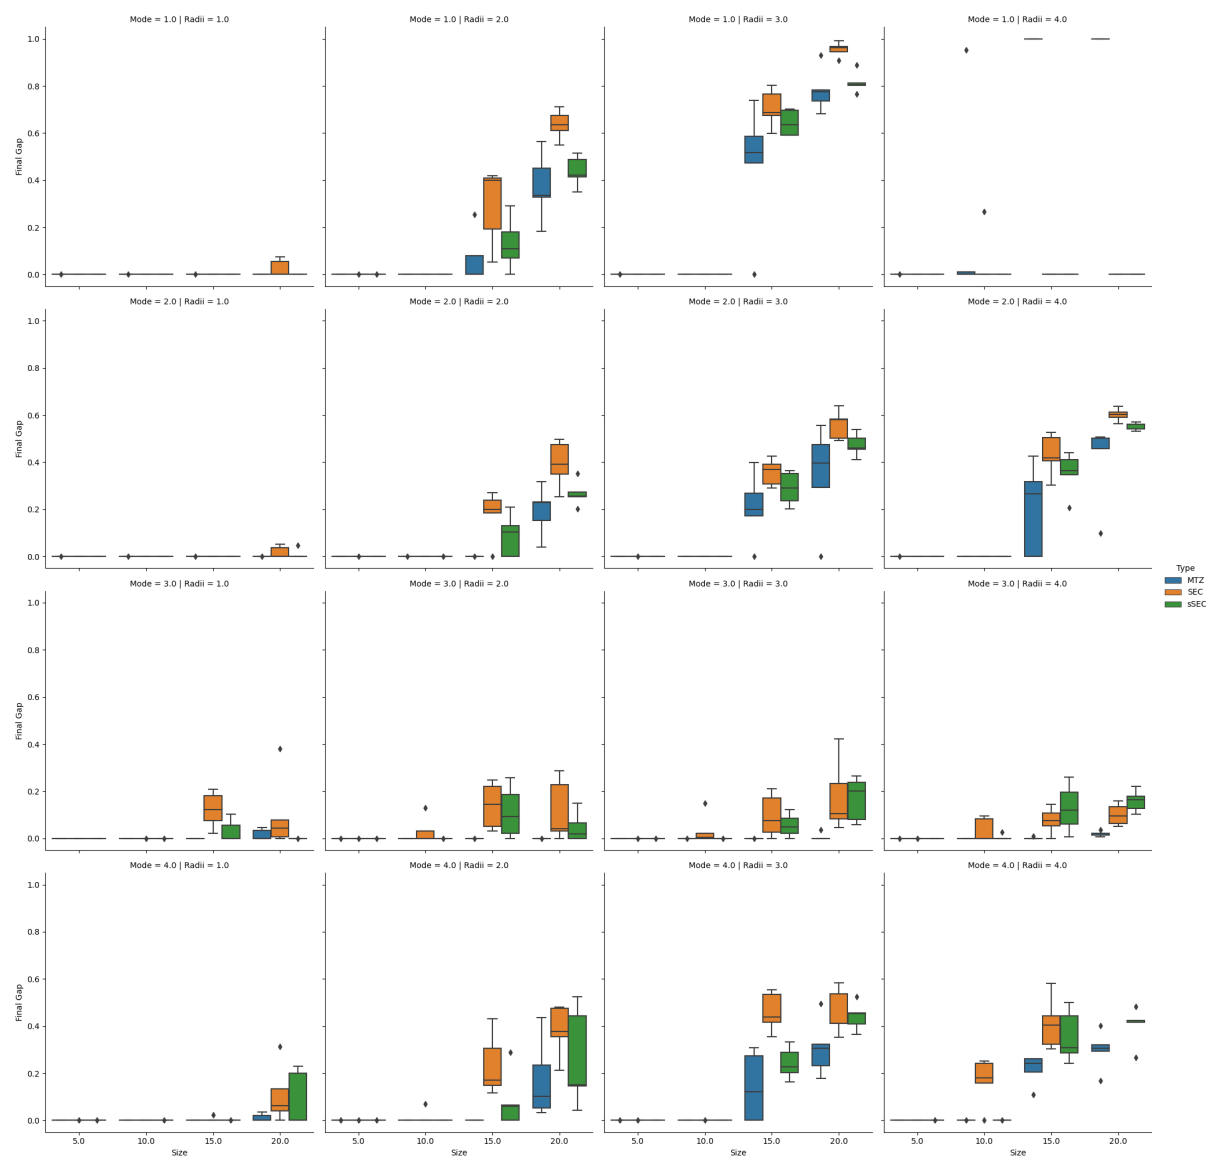 Mode = 1.0 | Radii = 1.0
Mode = 1.0 | Radii = 2.0
Mode = 1.0 | Radii = 3.0
Mode = 1.0 | Radii = 4.0
1.0
0.8
0.6
0.4
0.2
0.0
Final Gap
Mode = 2.0 | Radii = 1.0
Mode = 2.0 | Radii = 2.0
Mode = 2.0 | Radii = 3.0
Mode = 2.0 | Radii = 4.0
1.0
0.8
0.6
0.4
0.2
0.0
Final Gap
Mode = 3.0 | Radii = 1.0
Mode = 3.0 | Radii = 2.0
Mode = 3.0 | Radii = 3.0
Mode = 3.0 | Radii = 4.0
1.0
0.8
0.6
0.4
0.2
0.0
Final Gap
Type
MTZ
SEC
sSEC
Mode = 4.0 | Radii = 1.0
Mode = 4.0 | Radii = 2.0
Mode = 4.0 | Radii = 3.0
Mode = 4.0 | Radii = 4.0
1.0
0.8
0.6
0.4
0.2
0.0
Final Gap
5.0 10.0 15.0 20.0
Size
5.0 10.0 15.0 20.0
Size
5.0 10.0 15.0 20.0
Size
5.0 10.0 15.0 20.0
Size